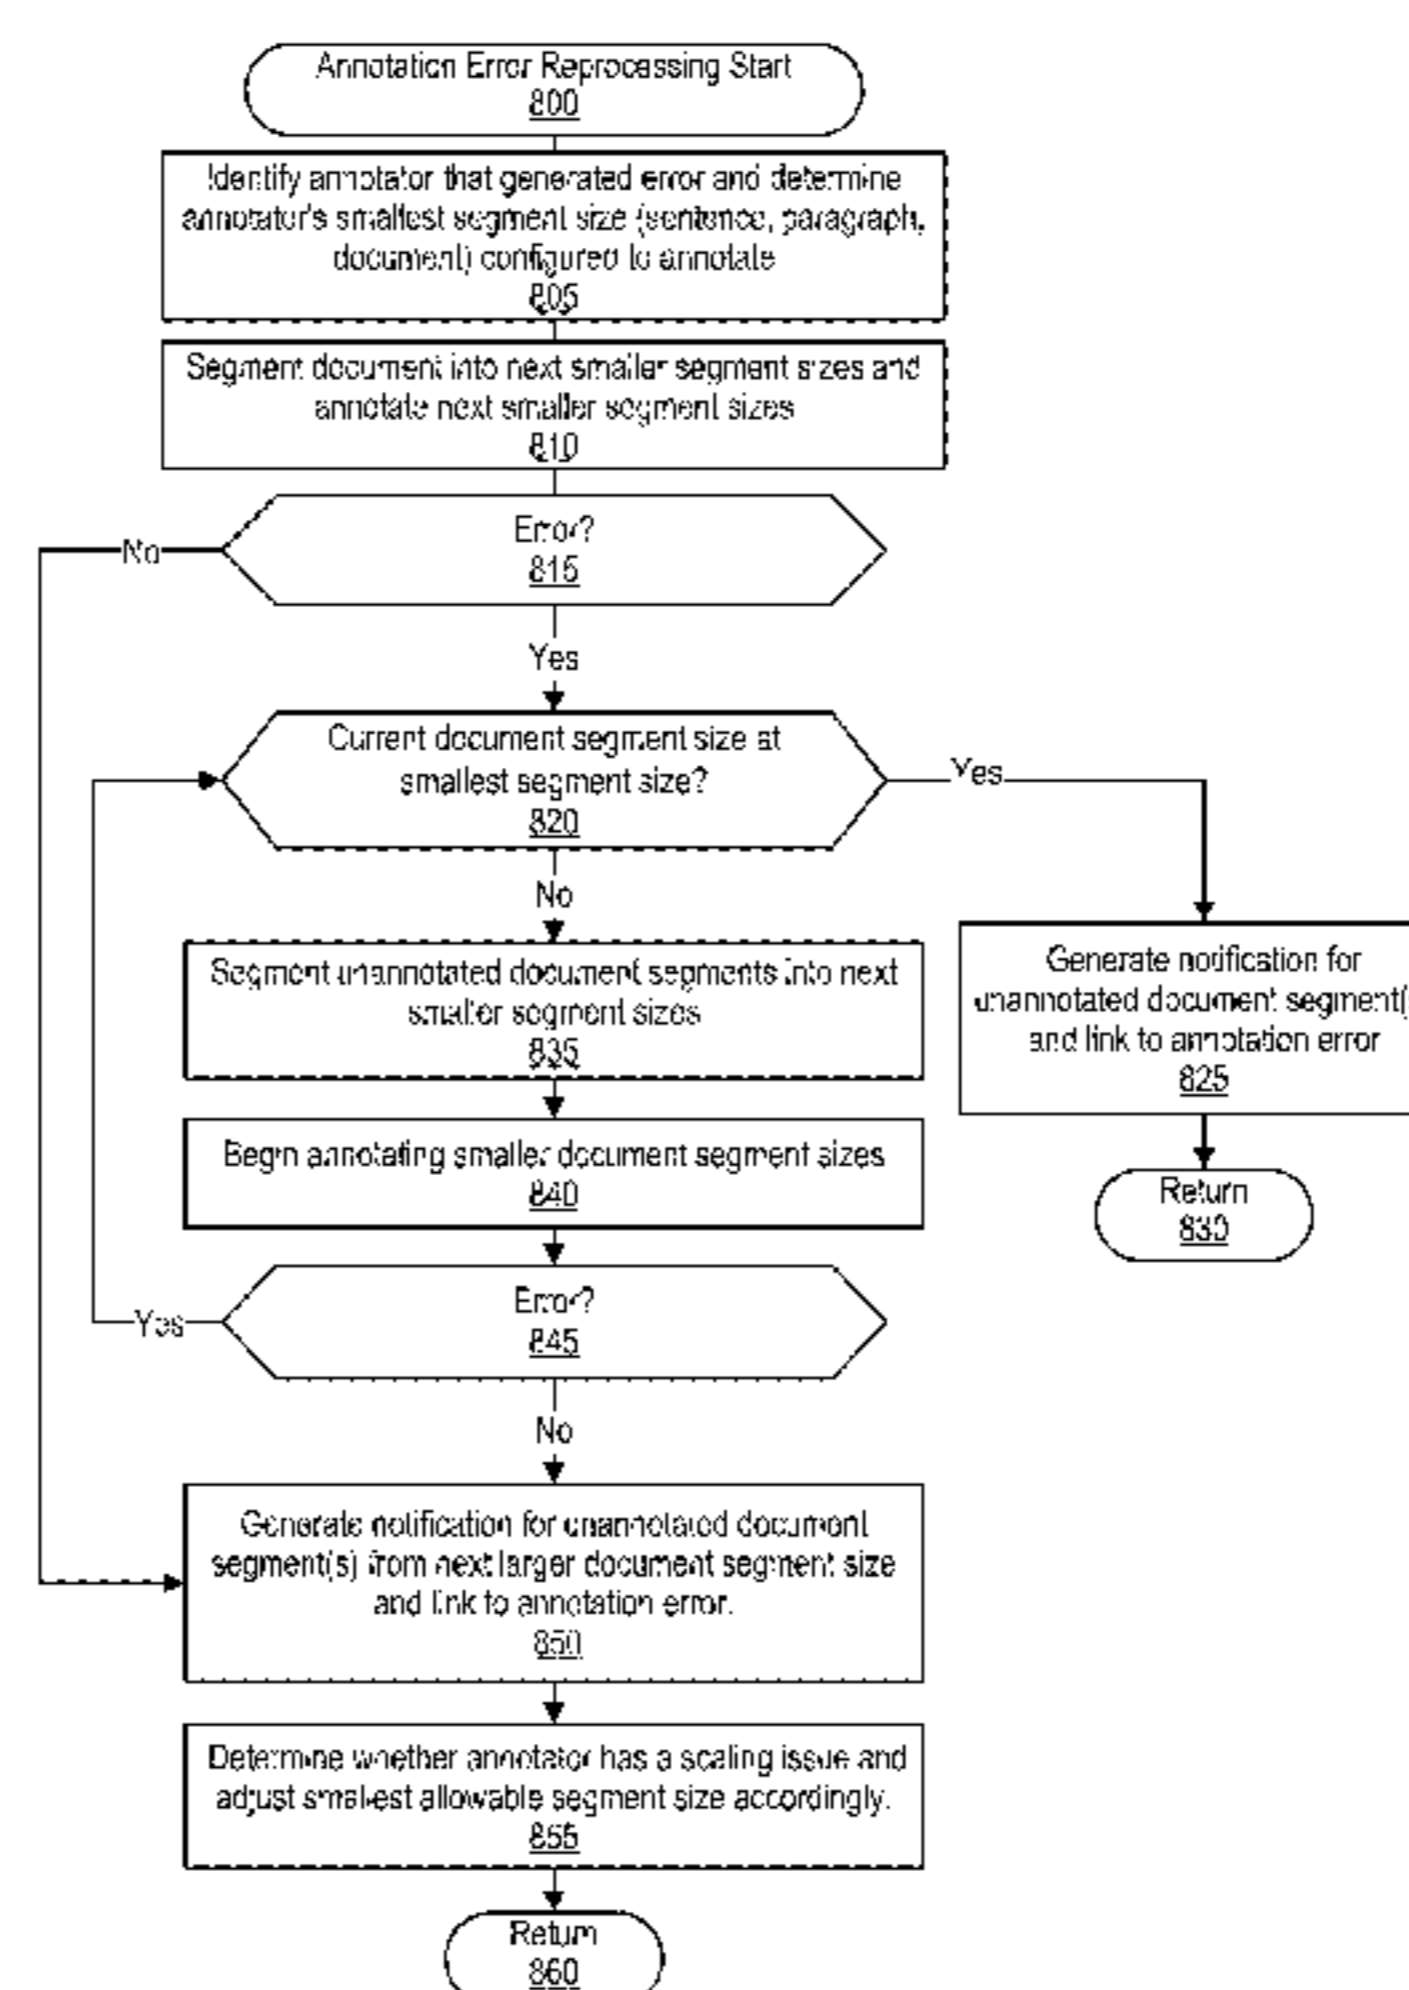 Annotation Error Reprocessing Start
800
Identify annotator that generated error and determine
annotator's smallest segment size (sentence, paragraph,
document) configured to annotate
805
Segment document into next smaller segment sizes and
annotate next smaller segment sizes
810
Error?
815
No
Yes
Current document segment size at
smallest segment size?
820
Yes
No
Segment unannotated document segments into next
smaller segment sizes
835
Generate notification for
unannotated document segment(
and link to annotation error
825
Begin annotating smaller document segment sizes
840
Return
830
Error?
845
Yes
No
Generate notification for unannotated document
segment(s) from next larger document segment size
and link to annotation error.
850
Determine whether annotator has a scaling issue and
adjust smallest allowable segment size accordingly.
855
Return
860